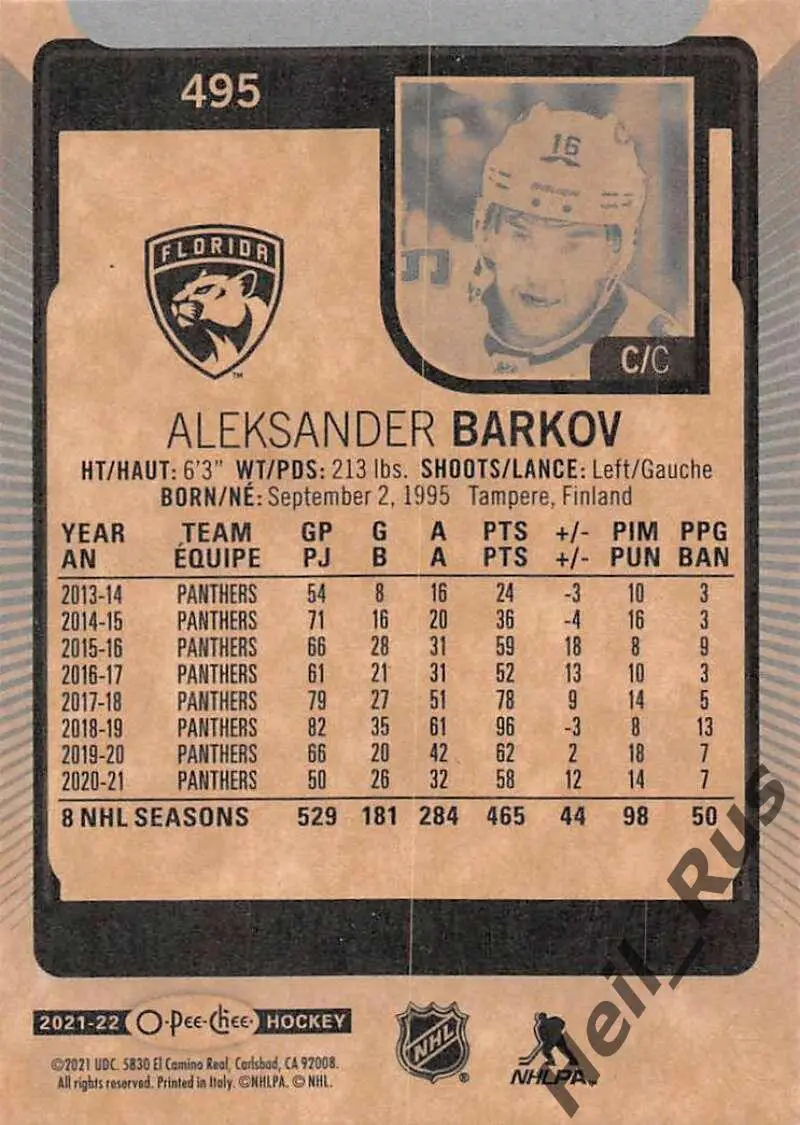 495
16
FLORIDA
TM
C/C
ALEKSANDER BARKOV
HT/HAUT: 6'3" WT/PDS: 213 lbs. SHOOTS/LANCE: Left/Gauche
BORN/NÉ: September 2, 1995 Tampere, Finland
YEAR TEAM GP G A PTS +/- PIM PPG
AN ÉQUIPE PJ B A PTS +/- PUN BAN
2013-14 PANTHERS 54 8 16 24 -3 10 3
2014-15 PANTHERS 71 16 20 36 -4 16 3
2015-16 PANTHERS 66 28 31 59 18 8 9
2016-17 PANTHERS 61 21 31 52 13 10 3
2017-18 PANTHERS 79 27 51 78 9 14 5
2018-19 PANTHERS 82 35 61 96 -3 8 13
2019-20 PANTHERS 66 20 42 62 2 18 7
2020-21 PANTHERS 50 26 32 58 12 14 7
8 NHL SEASONS 529 181 284 465 44 98 50
Neil_Rus
2021-22 O-Pee-Chee HOCKEY
NHL ®
NHLPA™
©2021 UDC. 5830 El Camino Real, Carlsbad, CA 92008.
All rights reserved. Printed in Italy. ©NHLPA. © NHL.